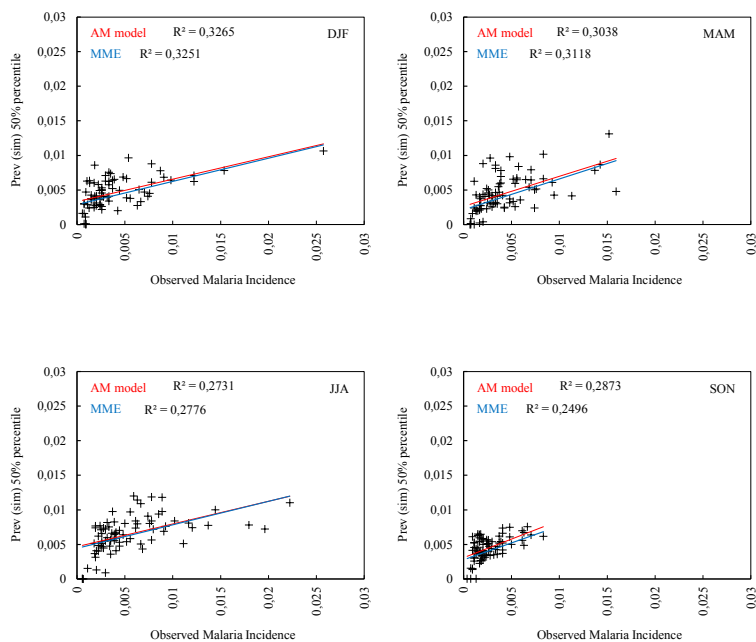 0,03
AM model R² = 0,3265 DJF
MME R² = 0,3251
0,025
0,02
0,015
0,01
0,005
0
Prev (sim) 50% percentile
0 0,005 0,01 0,015 0,02 0,025 0,03
Observed Malaria Incidence
0,03
AM model R² = 0,3038 MAM
MME R² = 0,3118
0,025
0,02
0,015
0,01
0,005
0
Prev (sim) 50% percentile
0 0,005 0,01 0,015 0,02 0,025 0,03
Observed Malaria Incidence
0,03
AM model R² = 0,2731 JJA
MME R² = 0,2776
0,025
0,02
0,015
0,01
0,005
0
Prev (sim) 50% percentile
0 0,005 0,01 0,015 0,02 0,025 0,03
Observed Malaria Incidence
0,03
AM model R² = 0,2873 SON
MME R² = 0,2496
0,025
0,02
0,015
0,01
0,005
0
Prev (sim) 50% percentile
0 0,005 0,01 0,015 0,02 0,025 0,03
Observed Malaria Incidence